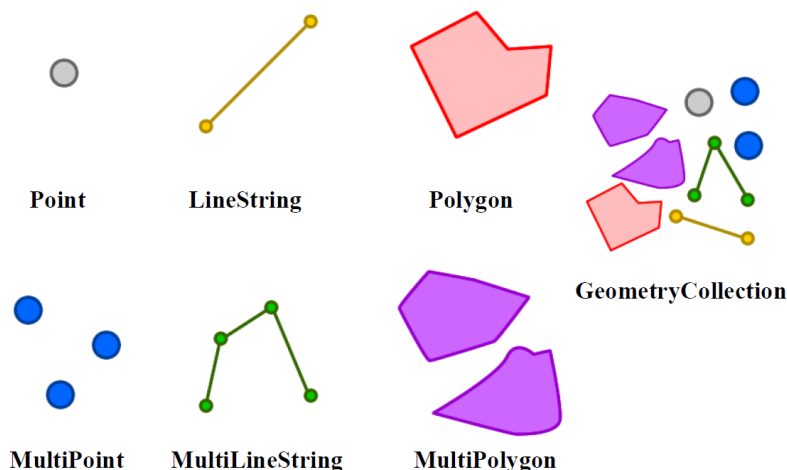 Point
LineString
Polygon
GeometryCollection
MultiPoint
MultiLineString
MultiPolygon